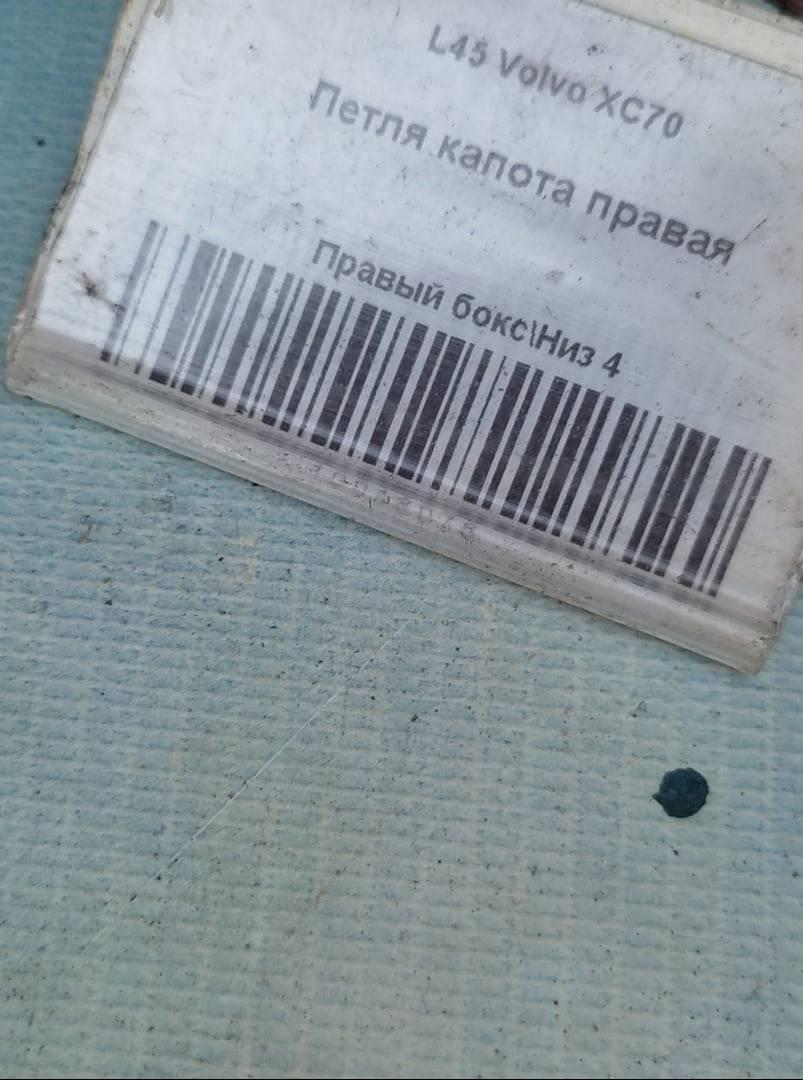 L45 Volvo XC70
Петля капота правая
Правый бокс\Низ 4